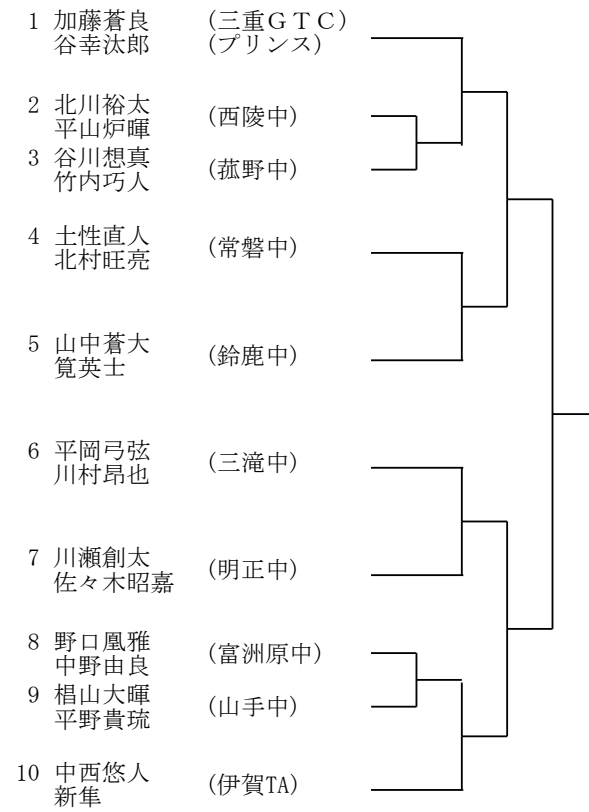 1 加藤蒼良 (三重ＧＴＣ)
谷幸汰郎 (プリンス)
2 北川裕太
平山炉暉 (西陵中)
3 谷川想真
竹内巧人 (菰野中)
4 土性直人
北村旺亮 (常磐中)
5 山中蒼大
筧英士 (鈴鹿中)
6 平岡弓弦
川村昂也 (三滝中)
7 川瀬創太
佐々木昭嘉 (明正中)
8 野口凰雅
中野由良 (富洲原中)
9 椙山大暉
平野貴琉 (山手中)
10 中西悠人
新隼 (伊賀TA)